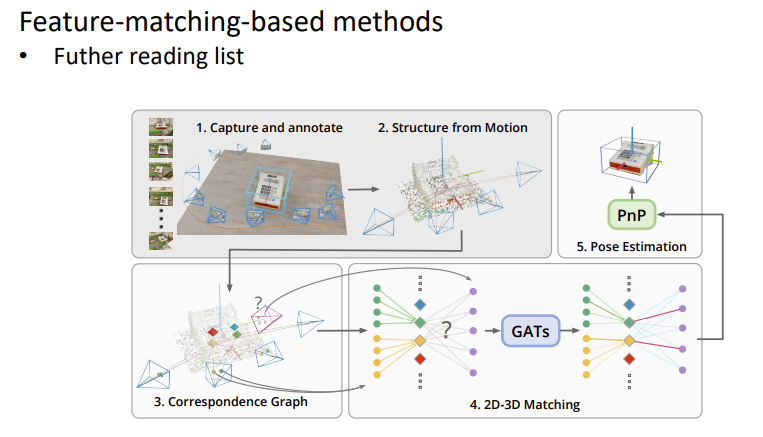 Feature-matching-based methods
• Futher reading list
1. Capture and annotate
2. Structure from Motion
PnP
5. Pose Estimation
?
3. Correspondence Graph
?
GATs
4. 2D-3D Matching